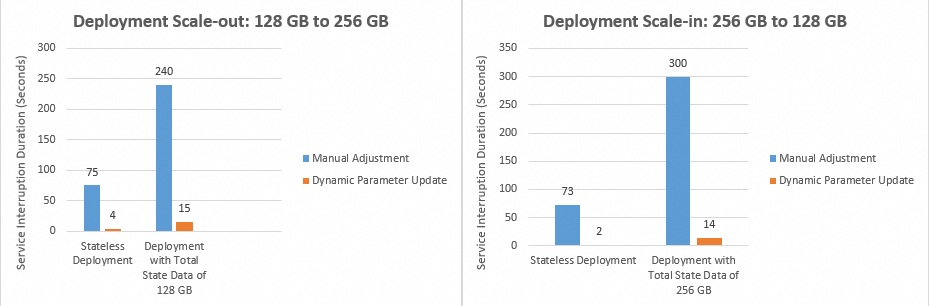 Deployment Scale-out: 128 GB to 256 GB
Service Interruption Duration (Seconds)
300
250
200
150
100
50
0
75
4
240
15
Stateless
Deployment
Deployment
with Total
State Data of
128 GB
Manual Adjustment
Dynamic Parameter Update
Deployment Scale-in: 256 GB to 128 GB
Service Interruption Duration (Seconds)
350
300
250
200
150
100
50
0
73
2
300
14
Stateless Deployment
Deployment with
Total State Data of
256 GB
Manual Adjustment
Dynamic Parameter Update